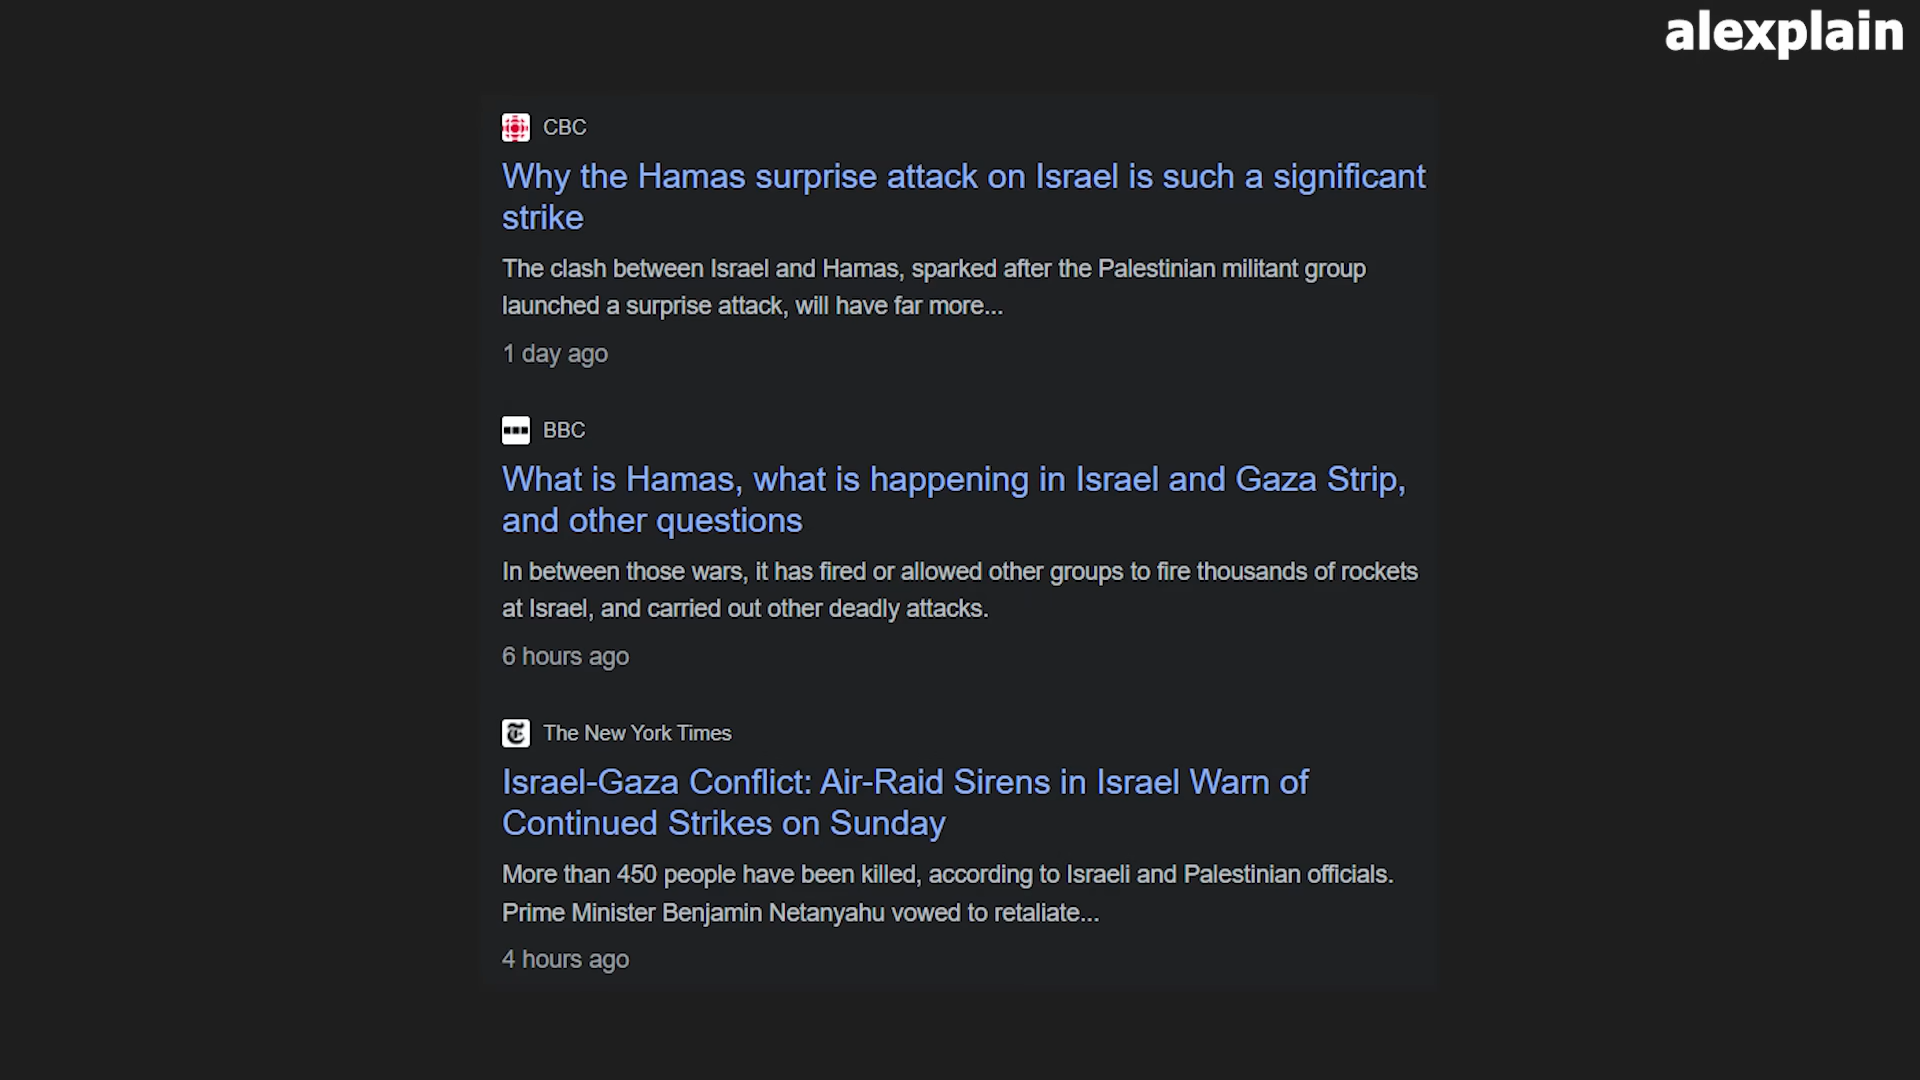 alexplain
CBC
Why the Hamas surprise attack on Israel is such a significant
strike
The clash between Israel and Hamas, sparked after the Palestinian militant group
launched a surprise attack, will have far more...
1 day ago
BBC
What is Hamas, what is happening in Israel and Gaza Strip,
and other questions
In between those wars, it has fired or allowed other groups to fire thousands of rockets
at Israel, and carried out other deadly attacks.
6 hours ago
The New York Times
Israel-Gaza Conflict: Air-Raid Sirens in Israel Warn of
Continued Strikes on Sunday
More than 450 people have been killed, according to Israeli and Palestinian officials.
Prime Minister Benjamin Netanyahu vowed to retaliate...
4 hours ago